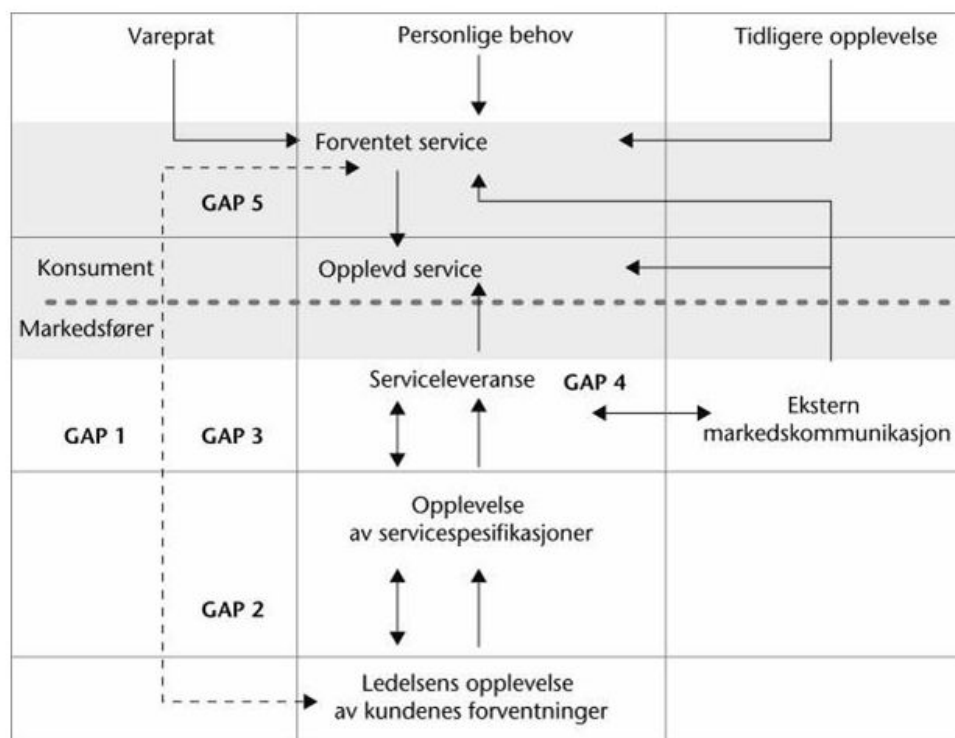 Vareprat
Personlige behov
Tidligere opplevelse
Forventet service
GAP 5
Konsument
Opplevd service
Markedsfører
Serviceleveranse
GAP 4
GAP 1
GAP 3
Ekstern
markedskommunikasjon
Opplevelse
av servicespesifikasjoner
GAP 2
Ledelsens opplevelse
av kundenes forventninger